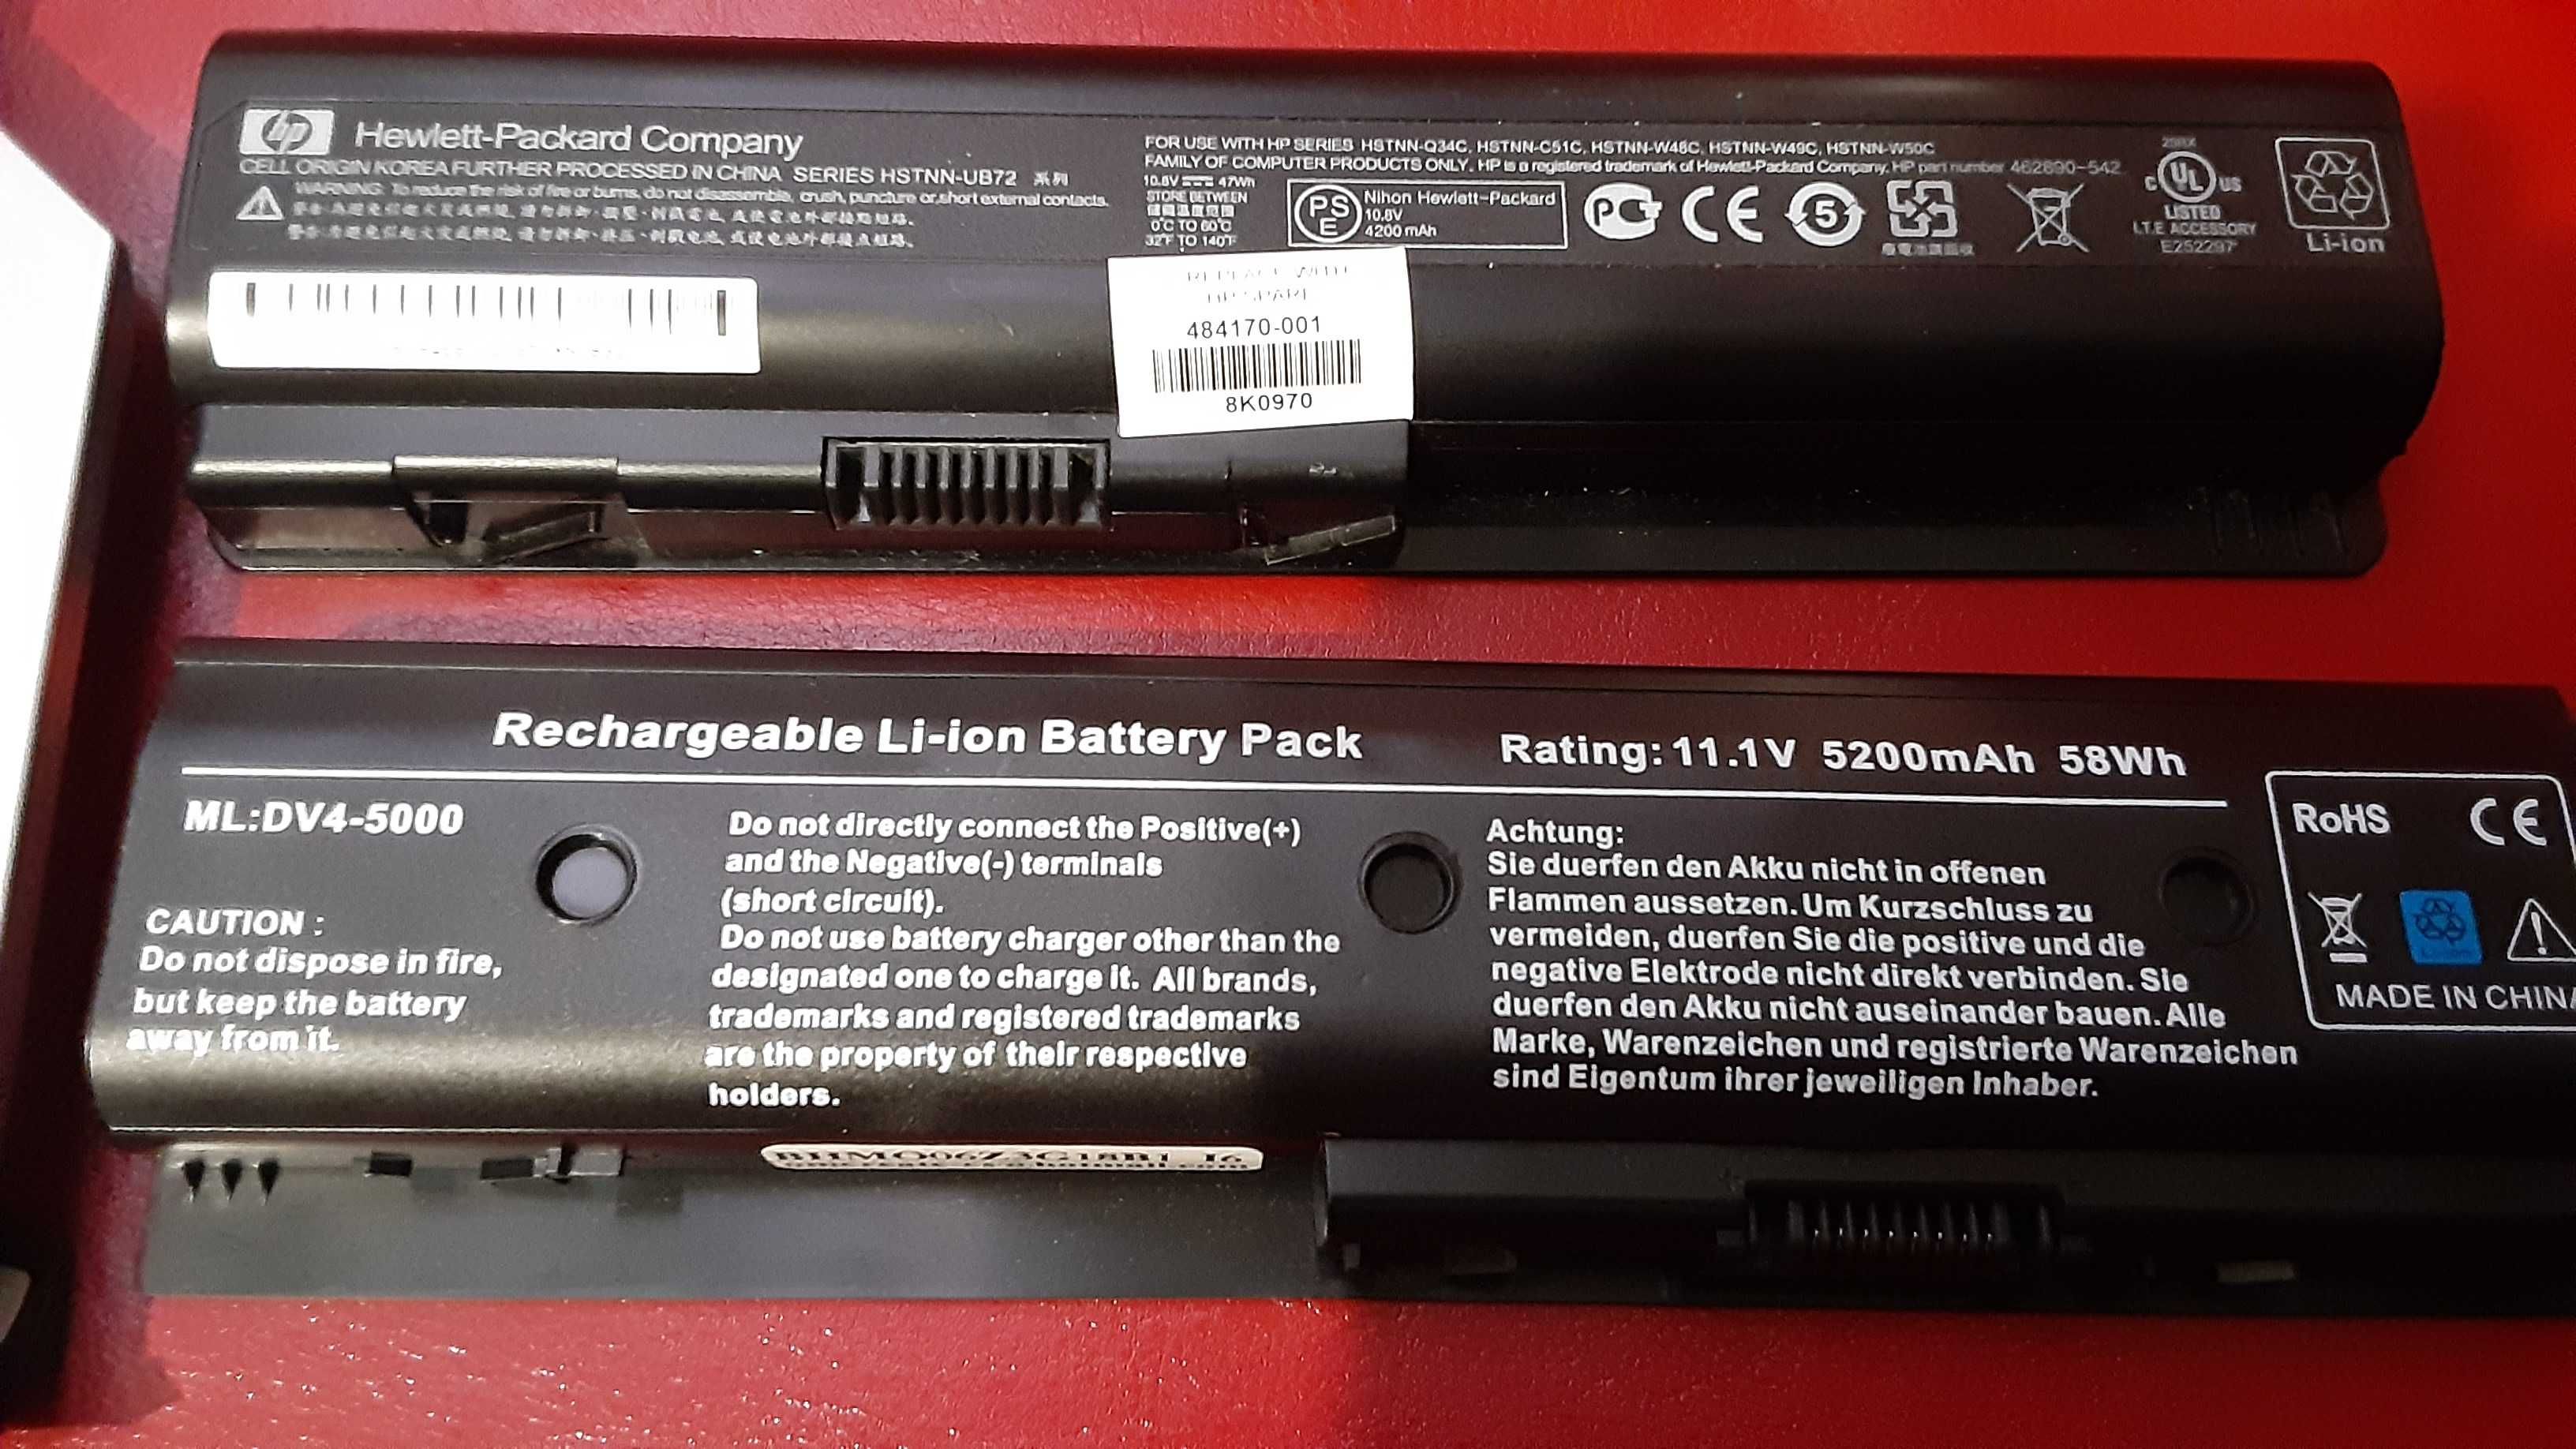 hp Hewlett-Packard Company
CELL ORIGIN KOREA FURTHER PROCESSED IN CHINA SERIES HSTNN-UB72 系列
WARNING: To reduce the risk of fire or burns, do not disassemble, crush, puncture or short external contacts.
FOR USE WITH HP SERIES HSTNN-Q34C, HSTNN-C51C, HSTNN-W48C, HSTNN-W49C, HSTNN-W50C
FAMILY OF COMPUTER PRODUCTS ONLY. HP is a registered trademark of Hewlett-Packard Company. HP part number 462890-542
10.8V 47Wh
STORE BETWEEN
0°C TO 60°C
32°F TO 140°F
PS
E
Nihon Hewlett-Packard
10.8V
4200 mAh
CE
5
29RX
c UL US
LISTED
I.T.E ACCESSORY
E252297
Li-ion
REPLACE WITH
HP SPARE
484170-001
8K0970
Rechargeable Li-ion Battery Pack
Rating: 11.1V 5200mAh 58Wh
ML:DV4-5000
CAUTION :
Do not dispose in fire,
but keep the battery
away from it.
Do not directly connect the Positive(+)
and the Negative(-) terminals
(short circuit).
Do not use battery charger other than the
designated one to charge it. All brands,
trademarks and registered trademarks
are the property of their respective
holders.
Achtung:
Sie duerfen den Akku nicht in offenen
Flammen aussetzen. Um Kurzschluss zu
vermeiden, duerfen Sie die positive und die
negative Elektrode nicht direkt verbinden. Sie
duerfen den Akku nicht auseinander bauen. Alle
Marke, Warenzeichen und registrierte Warenzeichen
sind Eigentum ihrer jeweiligen Inhaber.
RoHS CE
MADE IN CHINA